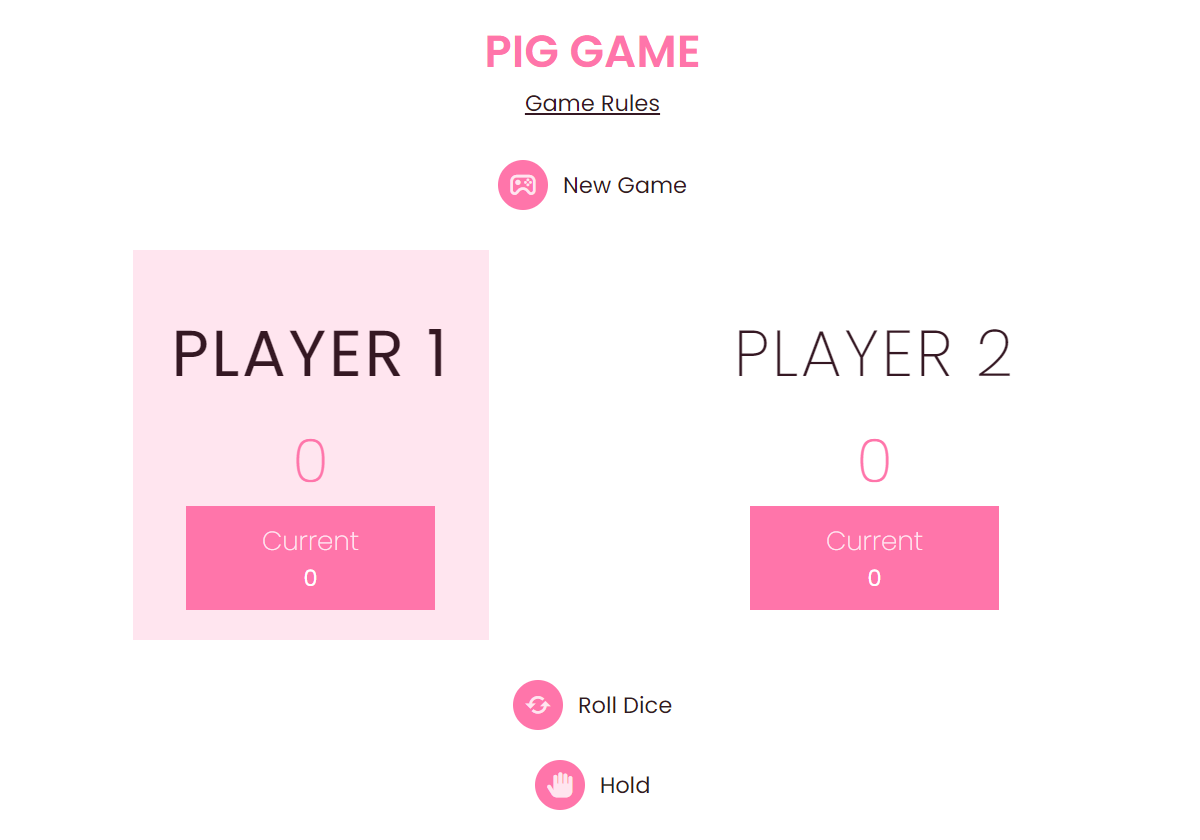 PIG GAME
Game Rules
New Game
PLAYER 1
0
Current
0
PLAYER 2
0
Current
0
Roll Dice
Hold